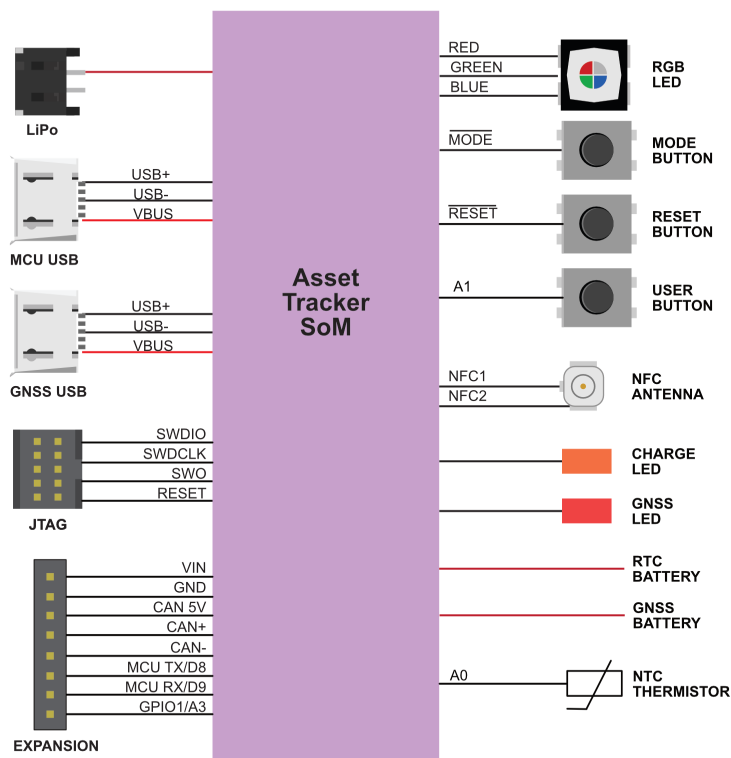 LiPo
USB+
USB-
VBUS
MCU USB
USB+
USB-
VBUS
GNSS USB
SWDIO
SWDCLK
SWO
RESET
JTAG
VIN
GND
CAN 5V
CAN+
CAN-
MCU TX/D8
MCU RX/D9
GPIO1/A3
EXPANSION
Asset
Tracker
SoM
RED
GREEN
BLUE
RGB
LED
MODE
MODE
BUTTON
RESET
RESET
BUTTON
A1
USER
BUTTON
NFC1
NFC2
NFC
ANTENNA
CHARGE
LED
GNSS
LED
RTC
BATTERY
GNSS
BATTERY
A0
NTC
THERMISTOR